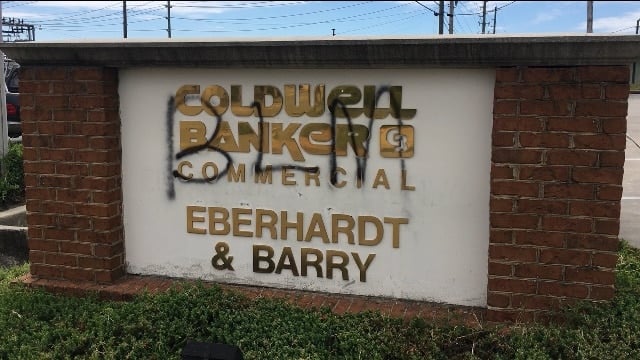 COLDWELL
BANKER
COMMERCIAL
BLM
EBERHARDT
& BARRY